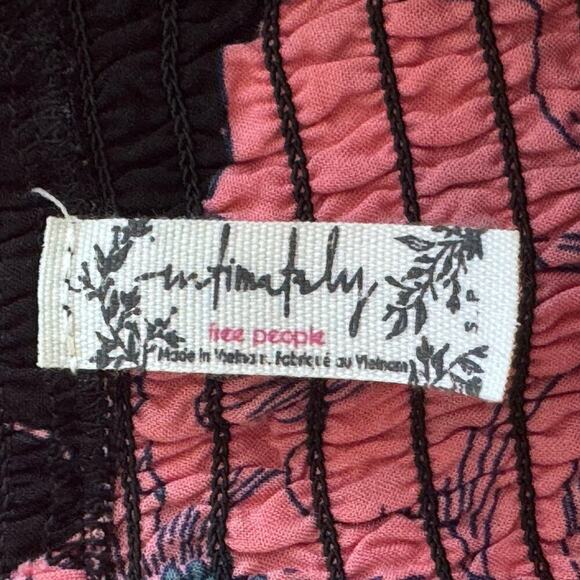 intimately
free people
Made in Vietnam. Fabriqué au Vietnam
S.P